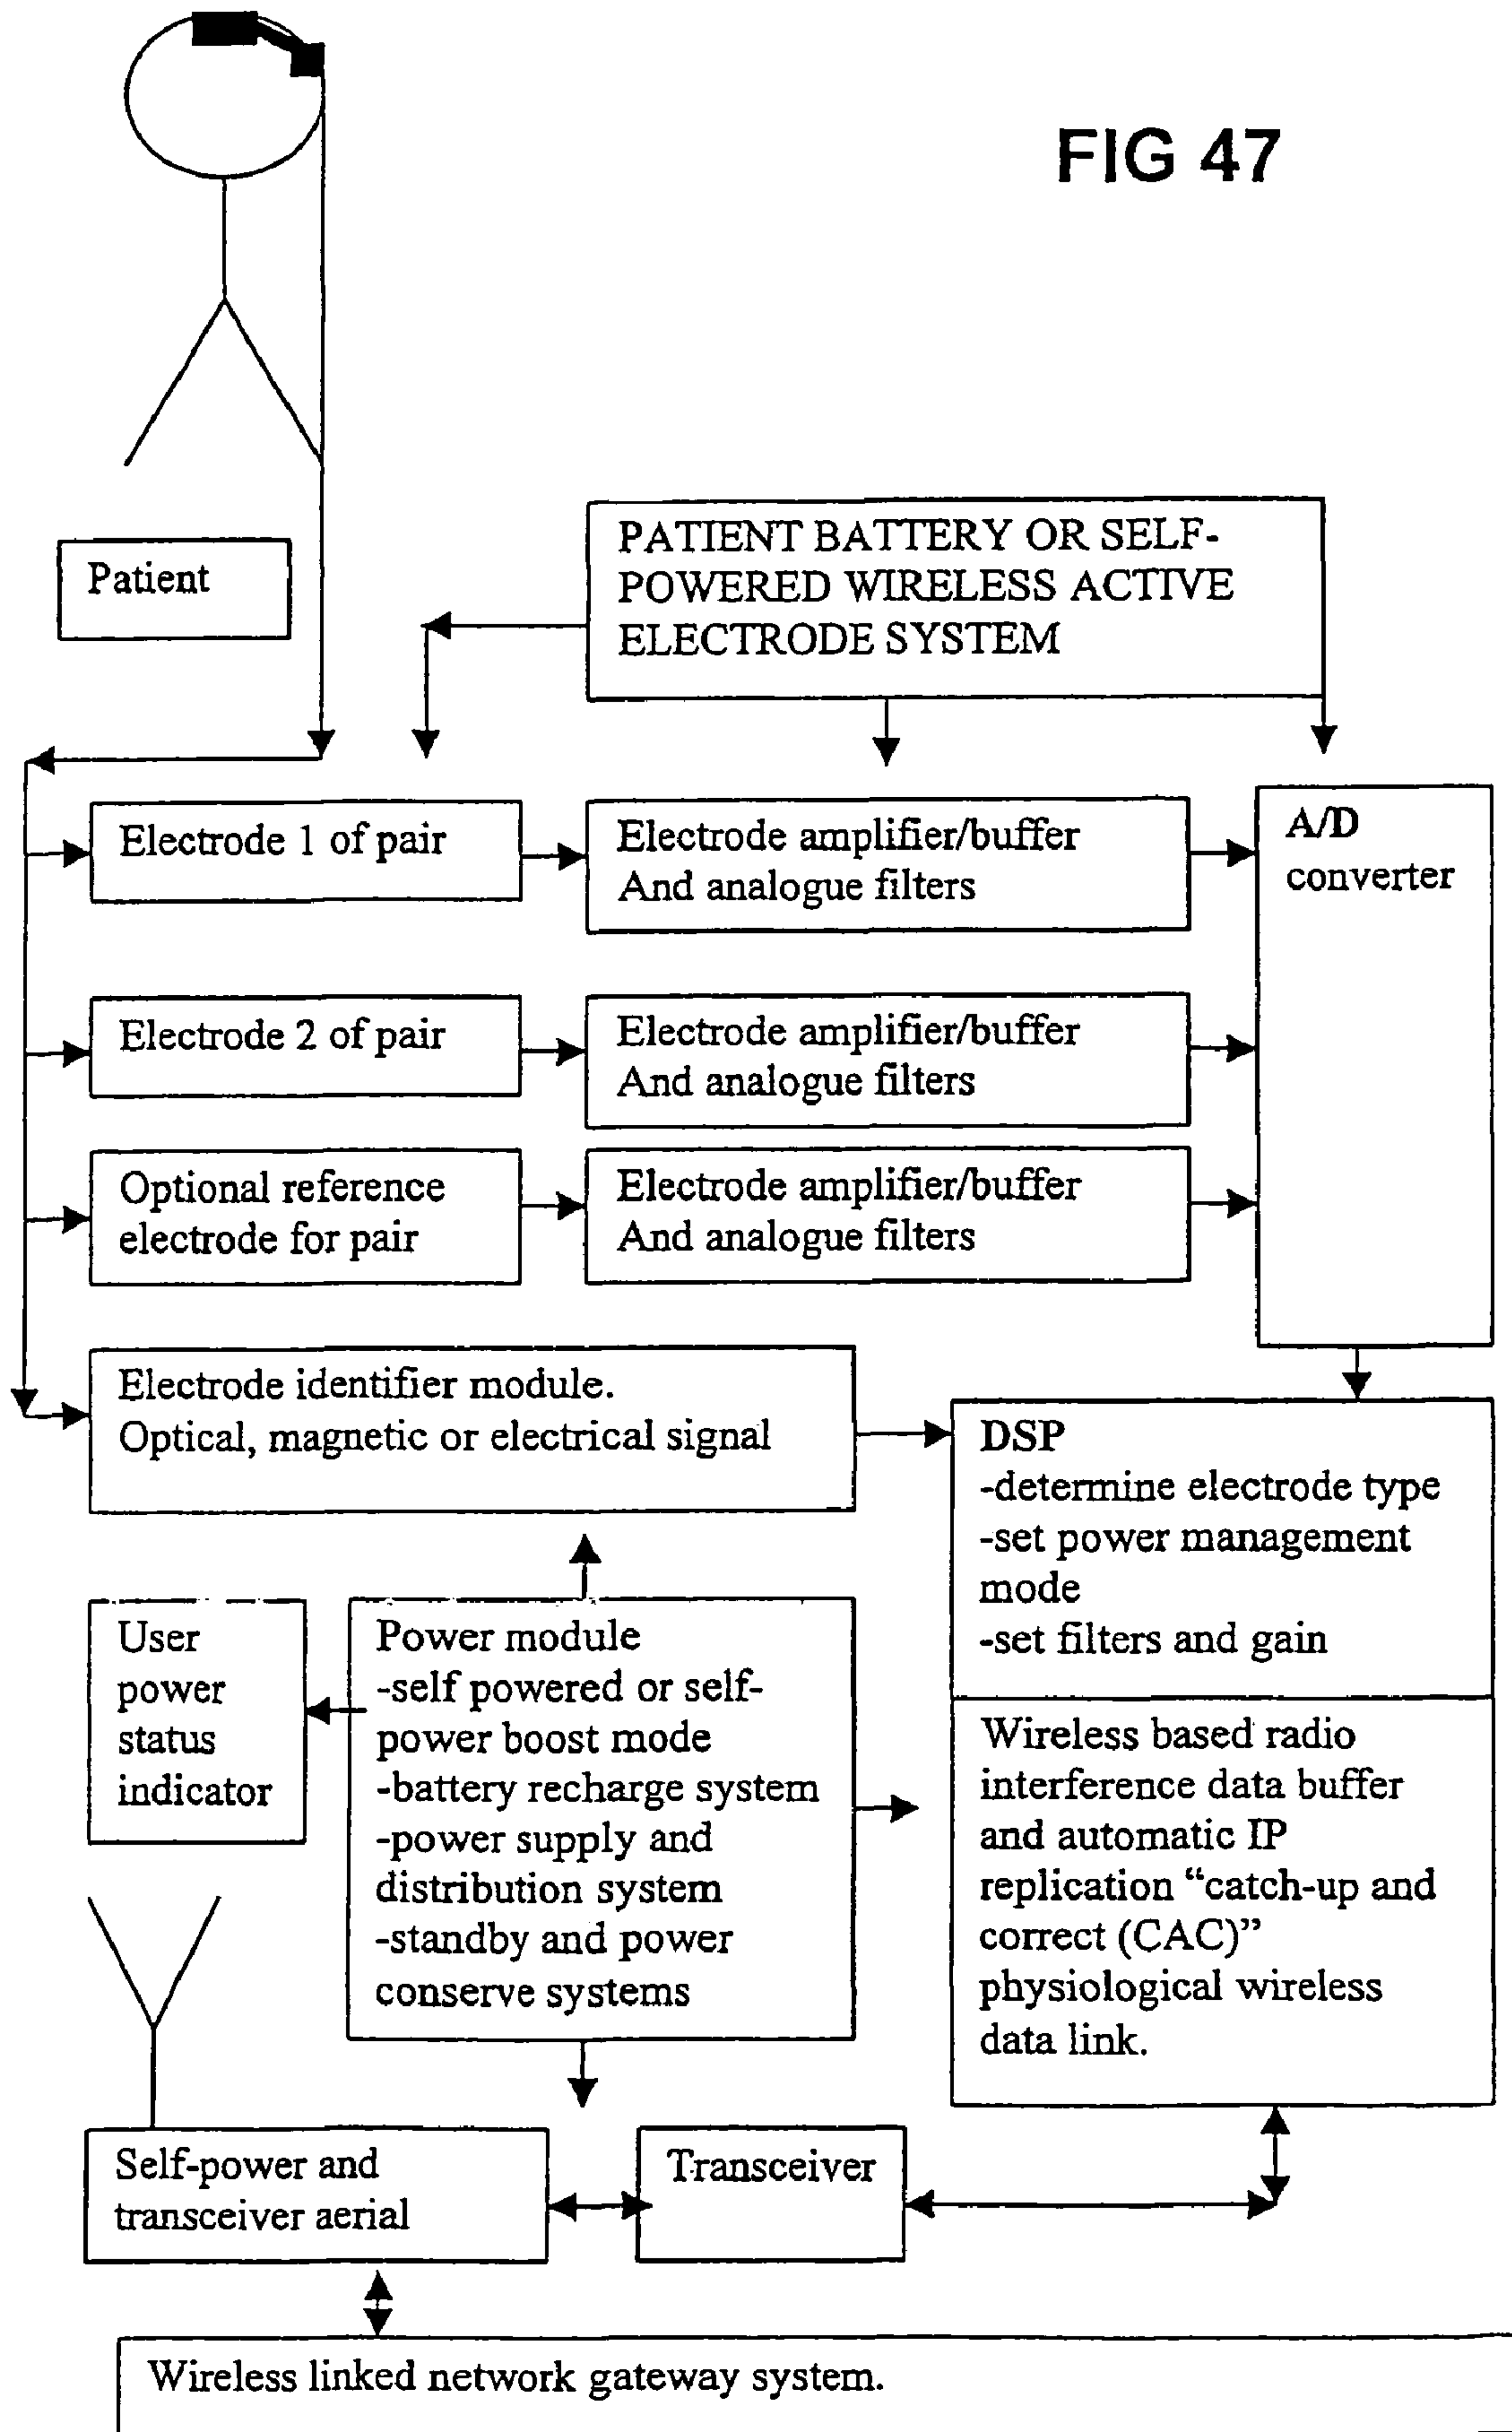 FIG 47
Patient
PATIENT BATTERY OR SELF-
POWERED WIRELESS ACTIVE
ELECTRODE SYSTEM
Electrode 1 of pair
Electrode amplifier/buffer
And analogue filters
A/D
converter
Electrode 2 of pair
Electrode amplifier/buffer
And analogue filters
Optional reference
electrode for pair
Electrode amplifier/buffer
And analogue filters
Electrode identifier module.
Optical, magnetic or electrical signal
DSP
-determine electrode type
-set power management
mode
-set filters and gain
User
power
status
indicator
Power module
-self powered or self-
power boost mode
-battery recharge system
-power supply and
distribution system
-standby and power
conserve systems
Wireless based radio
interference data buffer
and automatic IP
replication “catch-up and
correct (CAC)”
physiological wireless
data link.
Self-power and
transceiver aerial
Transceiver
Wireless linked network gateway system.